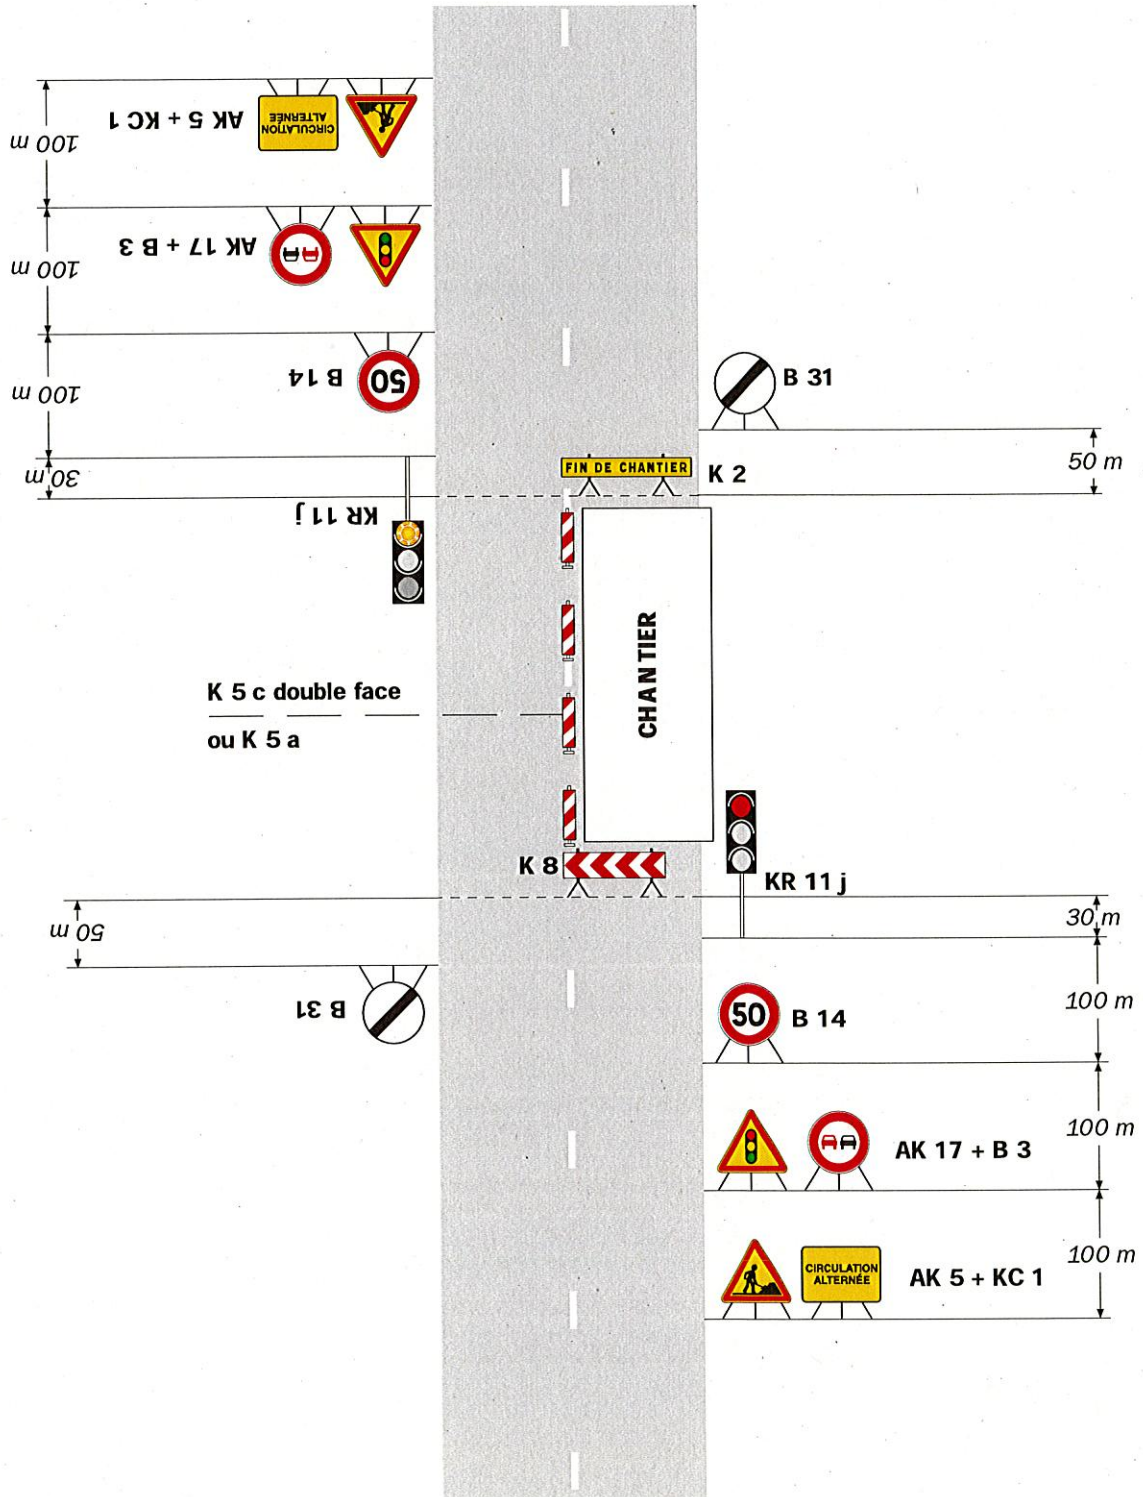 100 m
AK 5 + KC 1
CIRCULATION
ALTERNÉE
100 m
AK 17 + B 3
100 m
B 14
50
B 31
30 m
KR 11 j
FIN DE CHANTIER
K 2
50 m
CHANTIER
K 5 c double face
ou K 5 a
K 8
KR 11 j
30 m
50 m
B 31
50
B 14
100 m
AK 17 + B 3
100 m
CIRCULATION
ALTERNÉE
AK 5 + KC 1
100 m